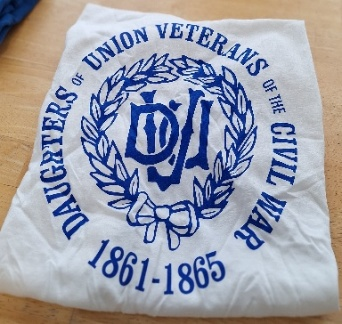 DAUGHTERS OF UNION VETERANS OF THE CIVIL WAR
DUV
1861-1865